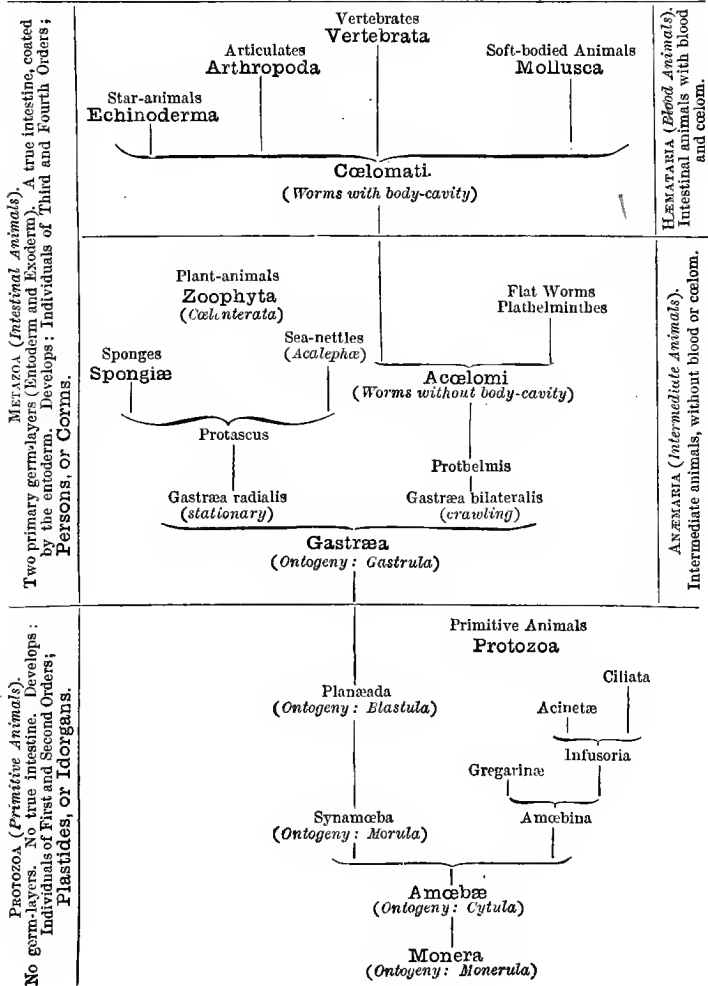 Vertebrates
Vertebrata
Articulates
Arthropoda
Soft-bodied Animals
Mollusca
Star-animals
Echinoderma
Cœlomati.
(Worms with body-cavity)
Plant-animals
Zoophyta
(Cœlenterata)
Flat Worms
Plathelminthes
Sea-nettles
(Acalephæ)
Sponges
Spongiæ
Acœlomi
(Worms without body-cavity)
Protascus
Prothelmis
Gastræa radialis
(stationary)
Gastræa bilateralis
(crawling)
Gastræa
(Ontogeny: Gastrula)
Primitive Animals
Protozoa
Ciliata
Planæada
(Ontogeny: Blastula)
Acinetæ
Infusoria
Gregarinæ
Synamœba
(Ontogeny: Morula)
Amœbina
Amœbæ
(Ontogeny: Cytula)
Monera
(Ontogeny: Monerula)
METAZOA (Intestinal Animals).
Two primary germ-layers (Entoderm and Exoderm). A true intestine, coated
by the entoderm. Develops; Individuals of Third and Fourth Orders;
Persons, or Corms.
PROTOZOA (Primitive Animals).
No germ-layers. No true intestine. Develops:
Individuals of First and Second Orders;
Plastides, or Idorgans.
HÆMATARIA (Blood Animals).
Intestinal animals with blood
and cœlom.
ANÆMARIA (Intermediate Animals).
Intermediate animals, without blood or cœlom.